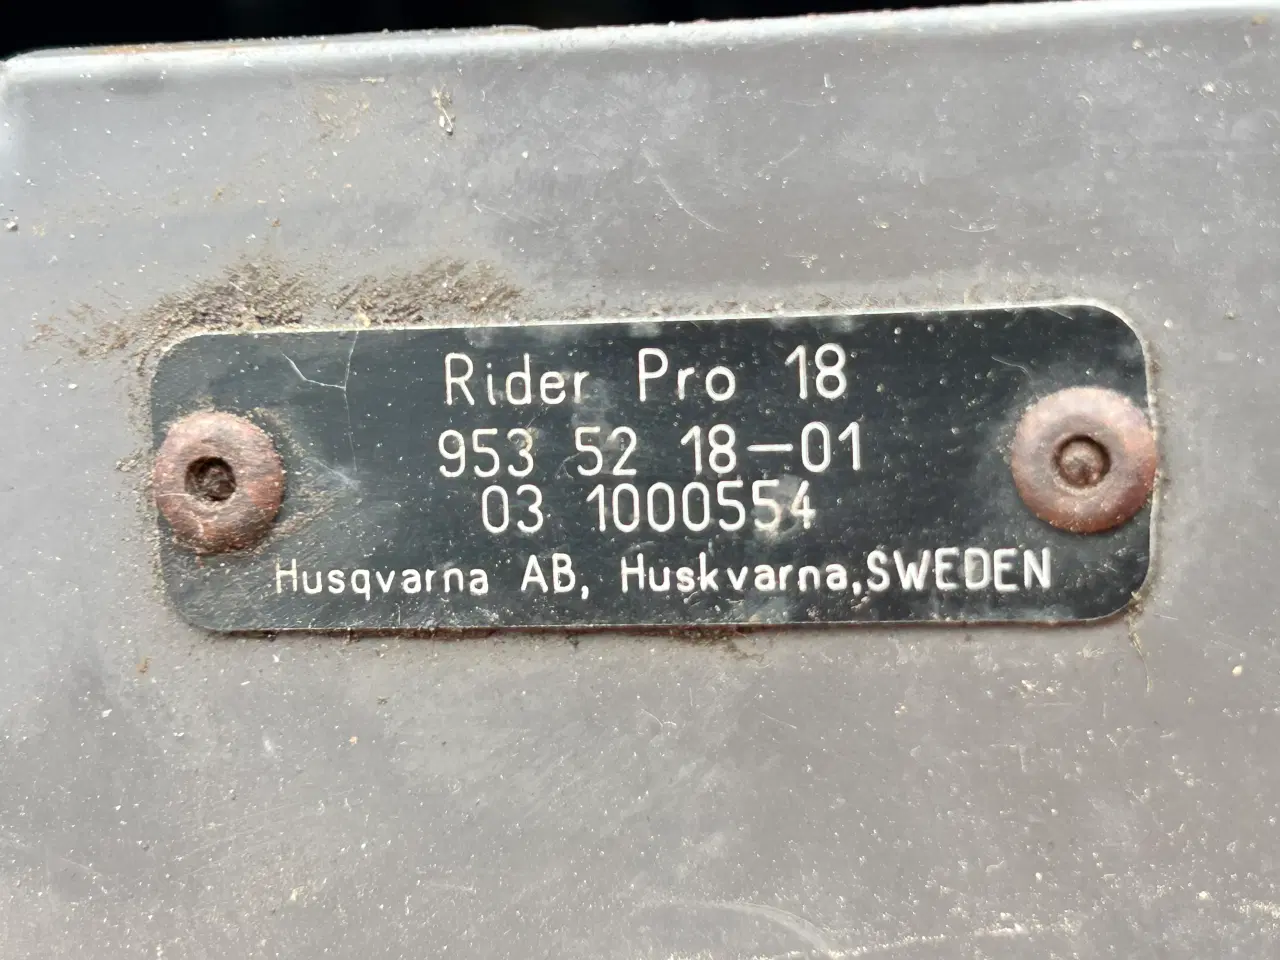 Rider Pro 18
953 52 18-01
03 1000554
Husqvarna AB, Huskvarna,SWEDEN